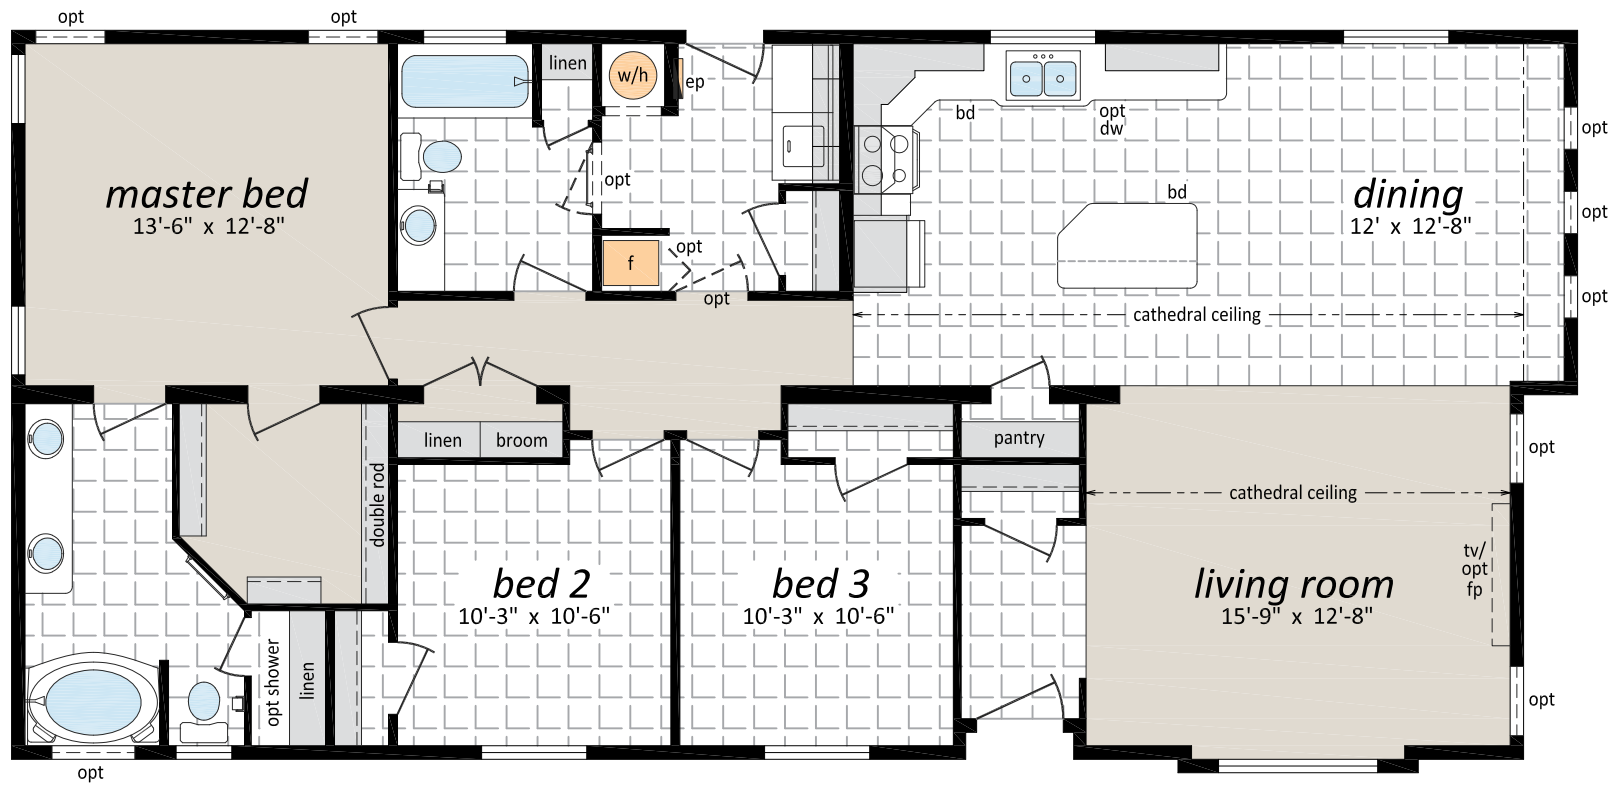 opt
opt
linen
w/h
ep
bd
opt
dw
opt
master bed
13'-6" x 12'-8"
opt
bd
dining
12' x 12'-8"
opt
f
opt
opt
opt
cathedral ceiling
linen
broom
pantry
opt
double rod
cathedral ceiling
bed 2
10'-3" x 10'-6"
bed 3
10'-3" x 10'-6"
living room
15'-9" x 12'-8"
tv/
opt
fp
opt shower
linen
opt
opt